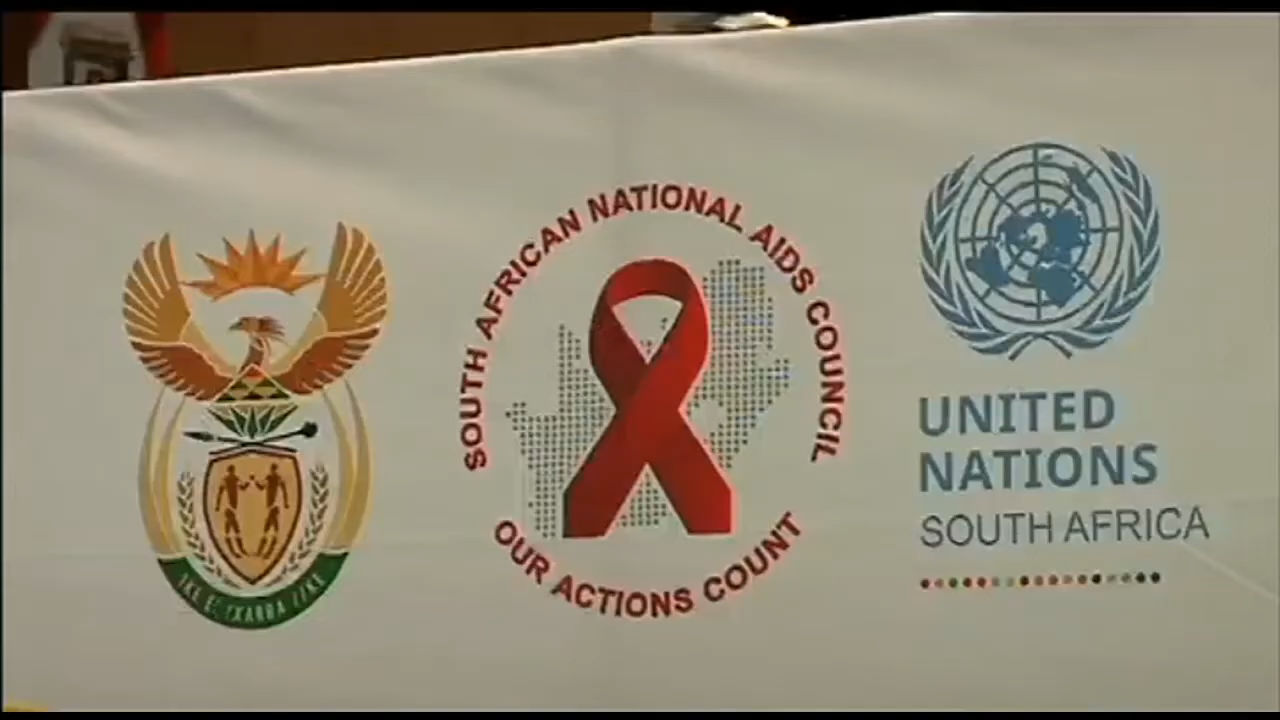 SOUTH AFRICAN NATIONAL AIDS COUNCIL
OUR ACTIONS COUNT
UNITED
NATIONS
SOUTH AFRICA